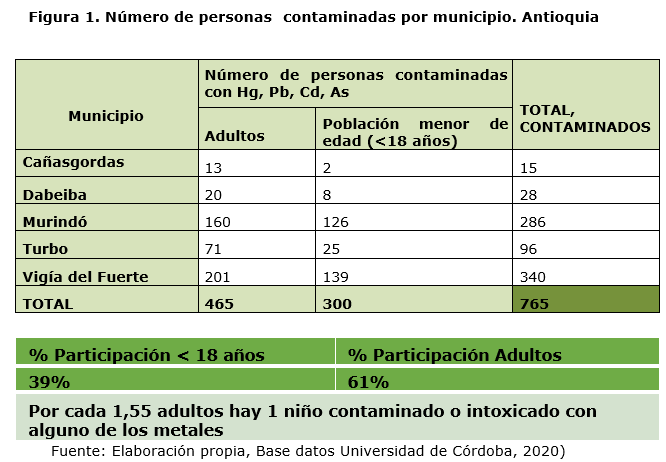 Figura 1. Número de personas  contaminadas por municipio. Antioquia
Municipio
Número de personas contaminadas
con Hg, Pb, Cd, As
TOTAL,
CONTAMINADOS
Adultos
Población menor de
edad (<18 años)
Cañasgordas 13 2 15
Dabeiba 20 8 28
Murindó 160 126 286
Turbo 71 25 96
Vigía del Fuerte 201 139 340
TOTAL 465 300 765
% Participación < 18 años % Participación Adultos
39% 61%
Por cada 1,55 adultos hay 1 niño contaminado o intoxicado con
alguno de los metales
Fuente: Elaboración propia, Base datos Universidad de Córdoba, 2020)